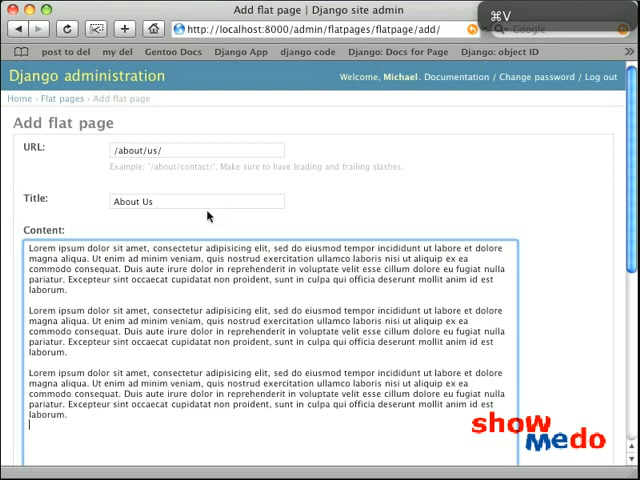 Add flat page | Django site admin
⌘V
http://localhost:8000/admin/flatpages/flatpage/add/
Google
post to del my del Gentoo Docs Django App django code Django: Docs for Page Django: object ID
Django administration
Welcome, Michael. Documentation / Change password / Log out
Home › Flat pages › Add flat page
Add flat page
URL:
/about/us/
Example: '/about/contact/'. Make sure to have leading and trailing slashes.
Title:
About Us
Content:
Lorem ipsum dolor sit amet, consectetur adipisicing elit, sed do eiusmod tempor incididunt ut labore et dolore
magna aliqua. Ut enim ad minim veniam, quis nostrud exercitation ullamco laboris nisi ut aliquip ex ea
commodo consequat. Duis aute irure dolor in reprehenderit in voluptate velit esse cillum dolore eu fugiat nulla
pariatur. Excepteur sint occaecat cupidatat non proident, sunt in culpa qui officia deserunt mollit anim id est
laborum.
Lorem ipsum dolor sit amet, consectetur adipisicing elit, sed do eiusmod tempor incididunt ut labore et dolore
magna aliqua. Ut enim ad minim veniam, quis nostrud exercitation ullamco laboris nisi ut aliquip ex ea
commodo consequat. Duis aute irure dolor in reprehenderit in voluptate velit esse cillum dolore eu fugiat nulla
pariatur. Excepteur sint occaecat cupidatat non proident, sunt in culpa qui officia deserunt mollit anim id est
laborum.
Lorem ipsum dolor sit amet, consectetur adipisicing elit, sed do eiusmod tempor incididunt ut labore et dolore
magna aliqua. Ut enim ad minim veniam, quis nostrud exercitation ullamco laboris nisi ut aliquip ex ea
commodo consequat. Duis aute irure dolor in reprehenderit in voluptate velit esse cillum dolore eu fugiat nulla
pariatur. Excepteur sint occaecat cupidatat non proident, sunt in culpa qui officia deserunt mollit anim id est
laborum.
show
medo